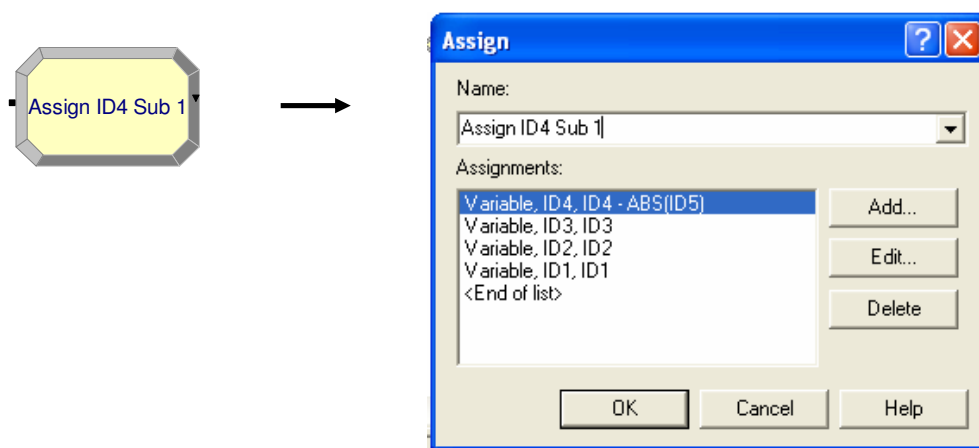 Assign ID4 Sub 1
Assign
Name:
Assign ID4 Sub 1
Assignments:
Variable, ID4, ID4 - ABS(ID5)
Variable, ID3, ID3
Variable, ID2, ID2
Variable, ID1, ID1
<End of list>
Add...
Edit...
Delete
OK
Cancel
Help